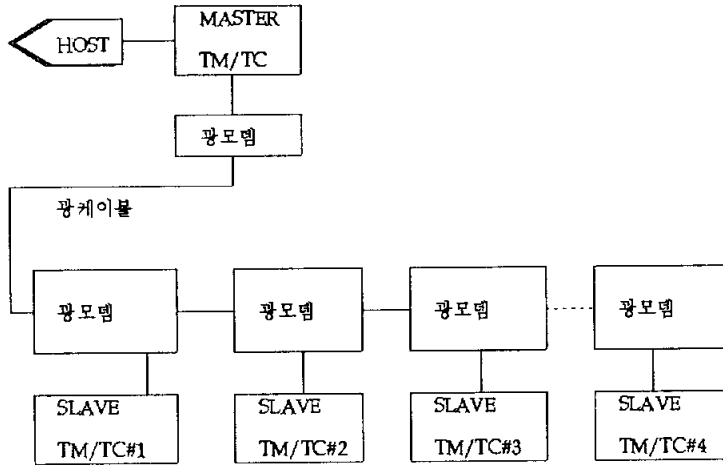 HOST
MASTER
TM/TC
광모뎀
광케이블
광모뎀
광모뎀
광모뎀
광모뎀
SLAVE
TM/TC#1
SLAVE
TM/TC#2
SLAVE
TM/TC#3
SLAVE
TM/TC#4